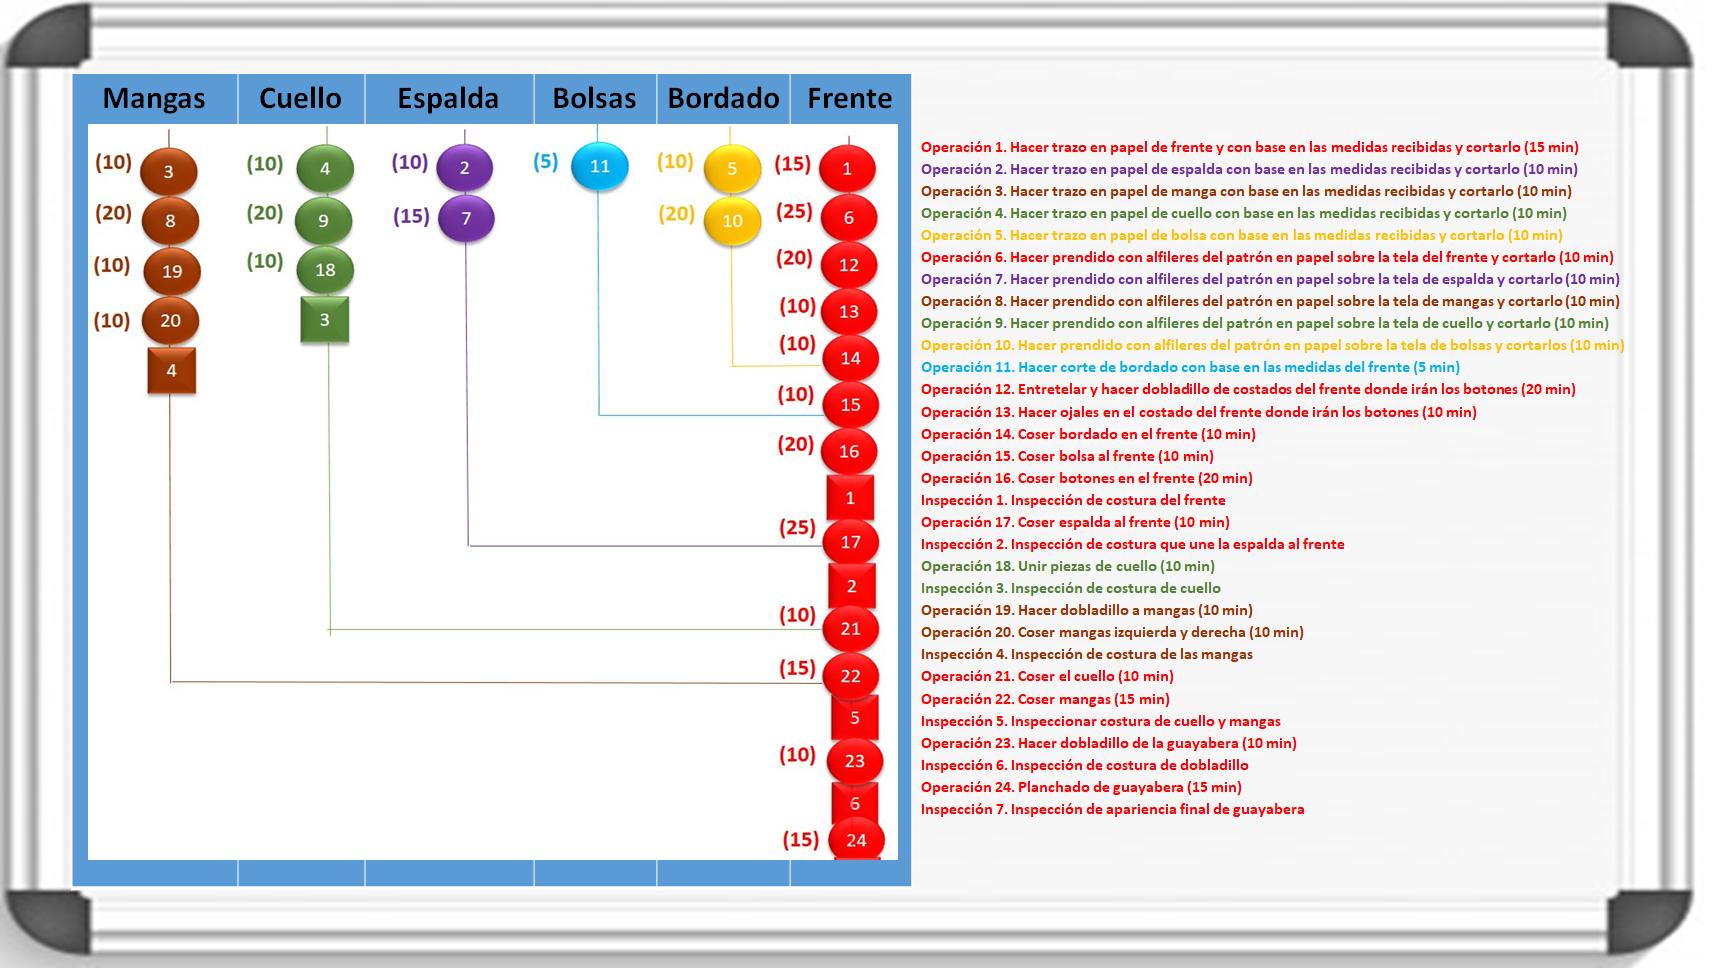 Mangas Cuello Espalda Bolsas Bordado Frente
(10) 3 (10) 4 (10) 2 (5) 11 (10) 5 (15) 1
(20) 8 (20) 9 (15) 7 (20) 10 (25) 6
(10) 19 (10) 18 (20) 12
(10) 20 3 (10) 13
4 (10) 14
(10) 15
(20) 16
1
(25) 17
2
(10) 21
(15) 22
5
(10) 23
6
(15) 24
Operación 1. Hacer trazo en papel de frente y con base en las medidas recibidas y cortarlo (15 min)
Operación 2. Hacer trazo en papel de espalda con base en las medidas recibidas y cortarlo (10 min)
Operación 3. Hacer trazo en papel de manga con base en las medidas recibidas y cortarlo (10 min)
Operación 4. Hacer trazo en papel de cuello con base en las medidas recibidas y cortarlo (10 min)
Operación 5. Hacer trazo en papel de bolsa con base en las medidas recibidas y cortarlo (10 min)
Operación 6. Hacer prendido con alfileres del patrón en papel sobre la tela del frente y cortarlo (10 min)
Operación 7. Hacer prendido con alfileres del patrón en papel sobre la tela de espalda y cortarlo (10 min)
Operación 8. Hacer prendido con alfileres del patrón en papel sobre la tela de mangas y cortarlo (10 min)
Operación 9. Hacer prendido con alfileres del patrón en papel sobre la tela de cuello y cortarlo (10 min)
Operación 10. Hacer prendido con alfileres del patrón en papel sobre la tela de bolsas y cortarlos (10 min)
Operación 11. Hacer corte de bordado con base en las medidas del frente (5 min)
Operación 12. Entretelar y hacer dobladillo de costados del frente donde irán los botones (20 min)
Operación 13. Hacer ojales en el costado del frente donde irán los botones (10 min)
Operación 14. Coser bordado en el frente (10 min)
Operación 15. Coser bolsa al frente (10 min)
Operación 16. Coser botones en el frente (20 min)
Inspección 1. Inspección de costura del frente
Operación 17. Coser espalda al frente (10 min)
Inspección 2. Inspección de costura que une la espalda al frente
Operación 18. Unir piezas de cuello (10 min)
Inspección 3. Inspección de costura de cuello
Operación 19. Hacer dobladillo a mangas (10 min)
Operación 20. Coser mangas izquierda y derecha (10 min)
Inspección 4. Inspección de costura de las mangas
Operación 21. Coser el cuello (10 min)
Operación 22. Coser mangas (15 min)
Inspección 5. Inspeccionar costura de cuello y mangas
Operación 23. Hacer dobladillo de la guayabera (10 min)
Inspección 6. Inspección de costura de dobladillo
Operación 24. Planchado de guayabera (15 min)
Inspección 7. Inspección de apariencia final de guayabera